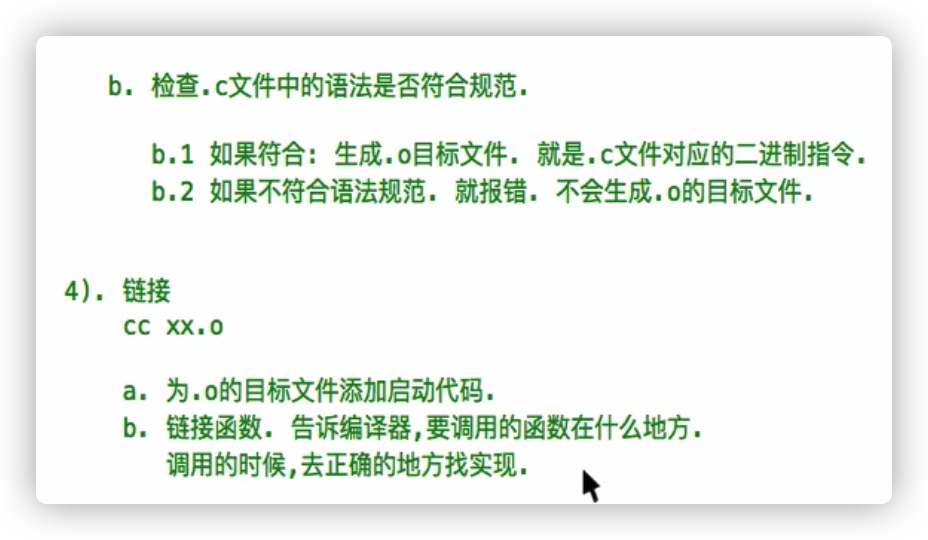 b. 检查.c文件中的语法是否符合规范.
b.1 如果符合: 生成.o目标文件. 就是.c文件对应的二进制指令.
b.2 如果不符合语法规范. 就报错. 不会生成.o的目标文件.
4). 链接
cc xx.o
a. 为.o的目标文件添加启动代码.
b. 链接函数. 告诉编译器,要调用的函数在什么地方.
调用的时候,去正确的地方找实现.